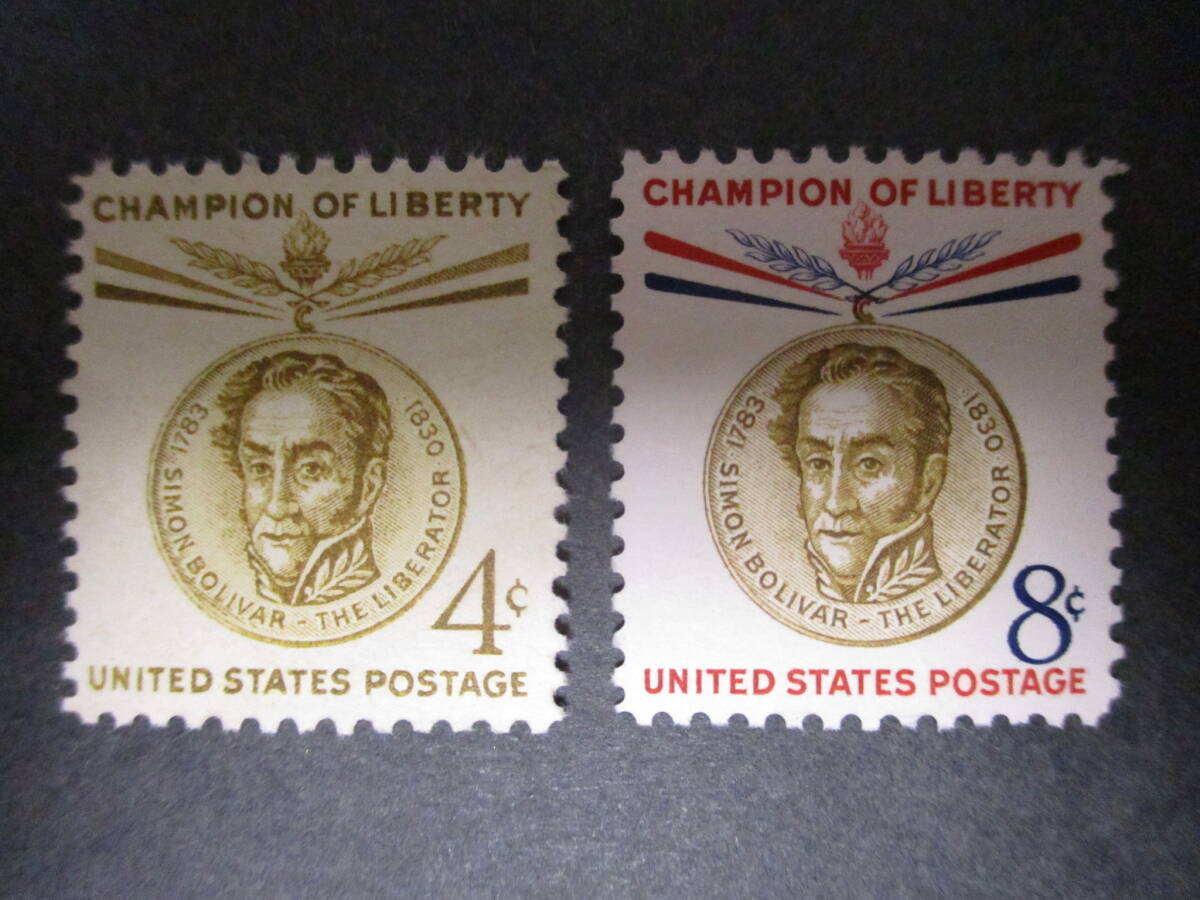 CHAMPION OF LIBERTY
1783
1830
SIMON BOLIVAR - THE LIBERATOR
4¢
UNITED STATES POSTAGE
CHAMPION OF LIBERTY
1783
1830
SIMON BOLIVAR - THE LIBERATOR
8¢
UNITED STATES POSTAGE